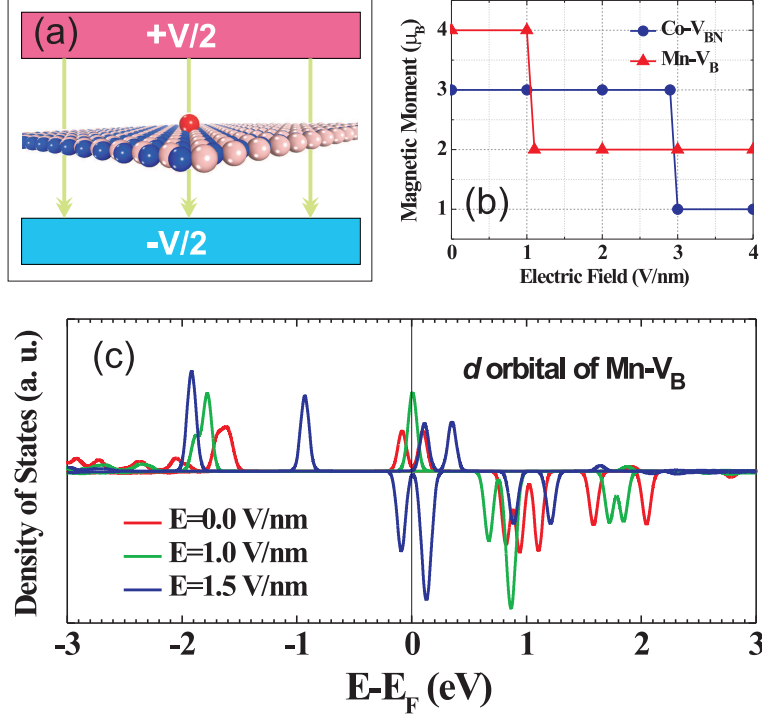 (a)
+V/2
-V/2
Magnetic Moment (μB)
4
3
2
1
Co-VBN
Mn-VB
(b)
0 1 2 3 4
Electric Field (V/nm)
(c)
d orbital of Mn-VB
Density of States (a. u.)
E=0.0 V/nm
E=1.0 V/nm
E=1.5 V/nm
-3 -2 -1 0 1 2 3
E-EF (eV)